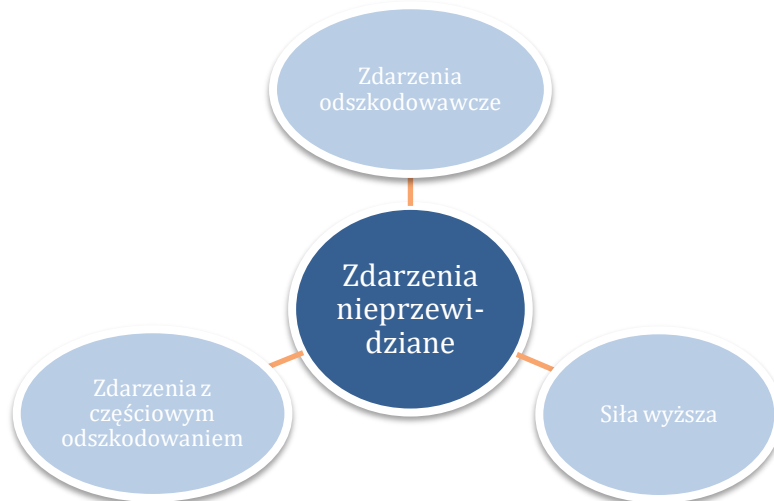 Zdarzenia
odszkodowawcze
Zdarzenia
nieprzewi-
dziane
Zdarzenia z
częściowym
odszkodowaniem
Siła wyższa